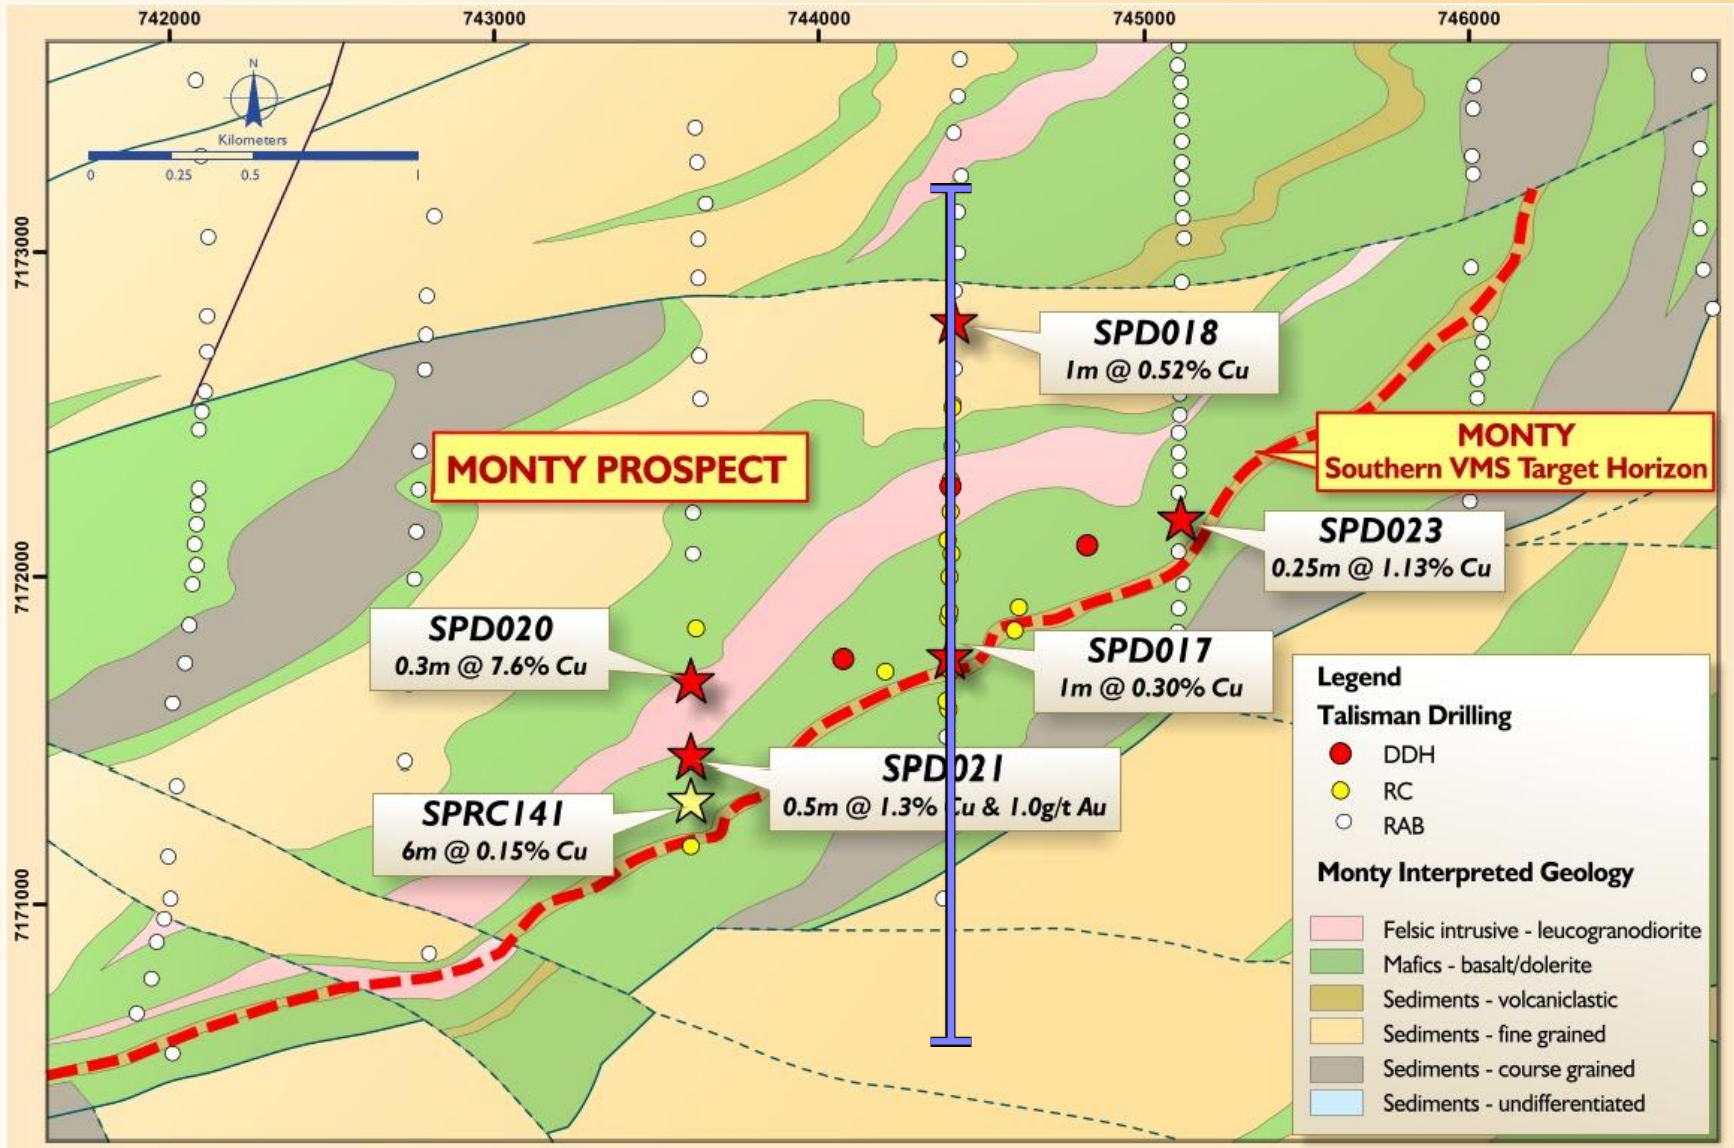 742000
743000
744000
745000
746000
N
Kilometers
0
0.25
0.5
1
7173000
7172000
7171000
SPD018
1m @ 0.52% Cu
MONTY PROSPECT
MONTY
Southern VMS Target Horizon
SPD023
0.25m @ 1.13% Cu
SPD020
0.3m @ 7.6% Cu
SPD017
1m @ 0.30% Cu
SPD021
0.5m @ 1.3% Cu & 1.0g/t Au
SPRC141
6m @ 0.15% Cu
Legend
Talisman Drilling
DDH
RC
RAB
Monty Interpreted Geology
Felsic intrusive - leucogranodiorite
Mafics - basalt/dolerite
Sediments - volcaniclastic
Sediments - fine grained
Sediments - course grained
Sediments - undifferentiated